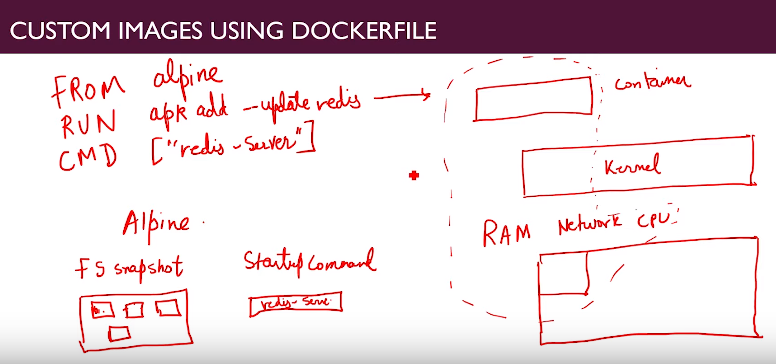 CUSTOM IMAGES USING DOCKERFILE
FROM alpine
RUN apk add --update redis
CMD ["redis-server"]
container
Kernel
RAM Network CPU
Alpine
FS snapshot
Startup Command
redis-serve